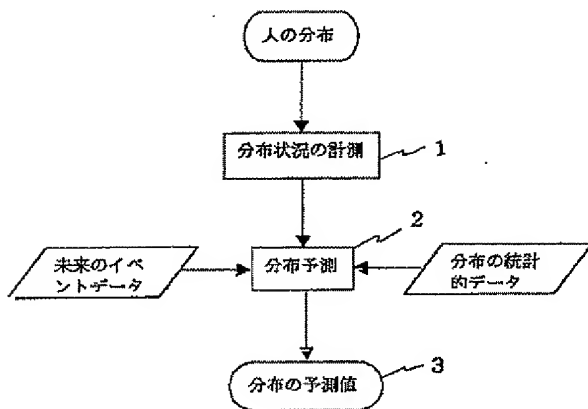 人の分布
分布状況の計測
1
2
未来のイベ
ントデータ
分布予測
分布の統計
的データ
3
分布の予測値